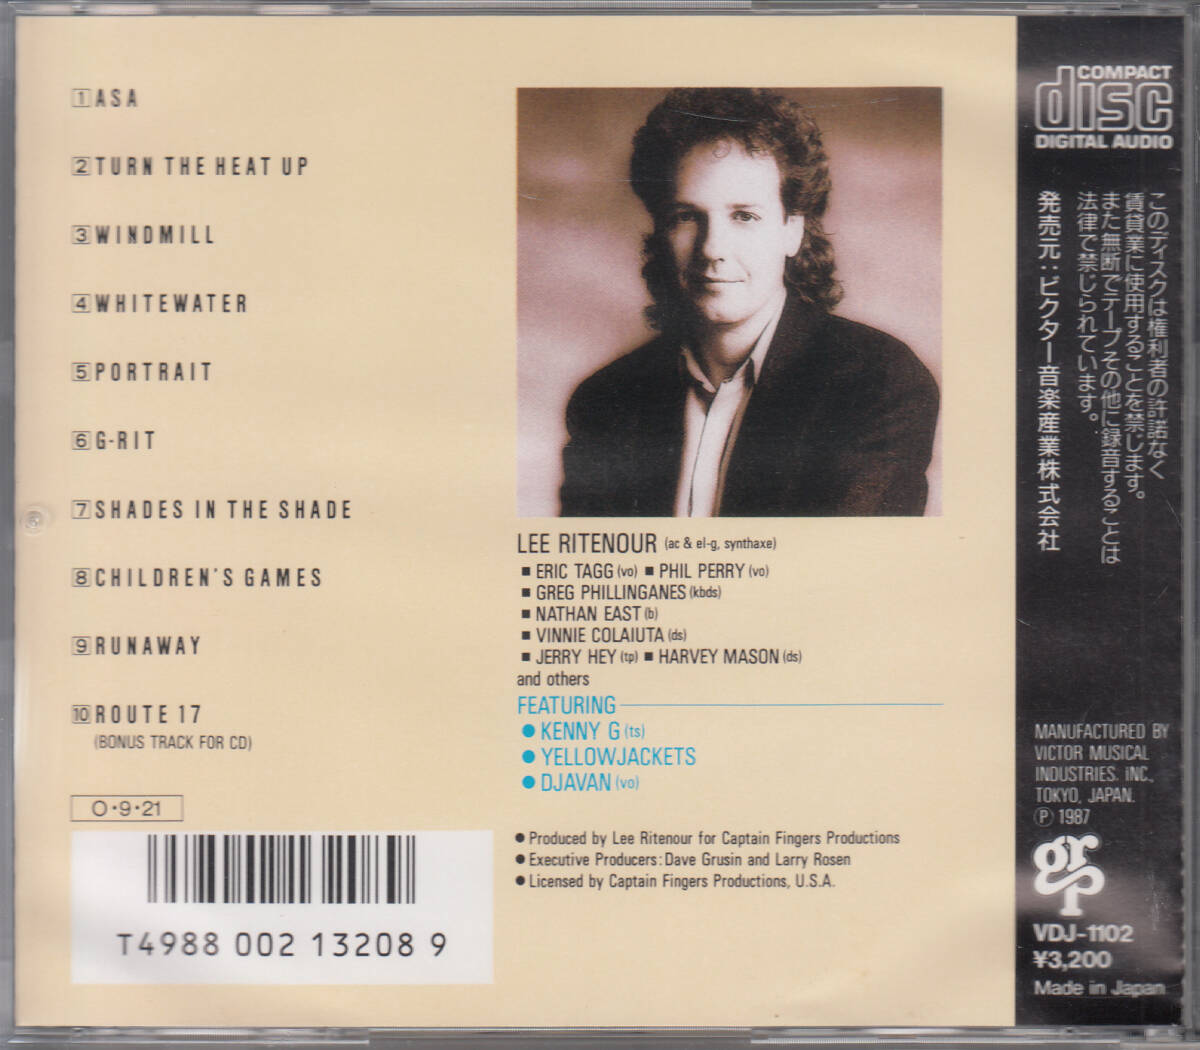 1 ASA
2 TURN THE HEAT UP
3 WINDMILL
4 WHITEWATER
5 PORTRAIT
6 G-RIT
7 SHADES IN THE SHADE
8 CHILDREN'S GAMES
9 RUNAWAY
10 ROUTE 17
(BONUS TRACK FOR CD)
O・9・21
T4988 002 13208 9
LEE RITENOUR (ac & el-g, synthaxe)
■ ERIC TAGG (vo) ■ PHIL PERRY (vo)
■ GREG PHILLINGANES (kbds)
■ NATHAN EAST (b)
■ VINNIE COLAIUTA (ds)
■ JERRY HEY (tp) ■ HARVEY MASON (ds)
and others
FEATURING
● KENNY G (ts)
● YELLOWJACKETS
● DJAVAN (vo)
● Produced by Lee Ritenour for Captain Fingers Productions
● Executive Producers: Dave Grusin and Larry Rosen
● Licensed by Captain Fingers Productions, U.S.A.
COMPACT
disc
DIGITAL AUDIO
このディスクは権利者の許諾なく
賃貸業に使用することを禁じます。
また無断でテープその他に録音することは
法律で禁じられています。
発売元:ビクター音楽産業株式会社
MANUFACTURED BY
VICTOR MUSICAL
INDUSTRIES. INC.,
TOKYO, JAPAN.
Ⓟ 1987
grp
VDJ-1102
¥3,200
Made in Japan